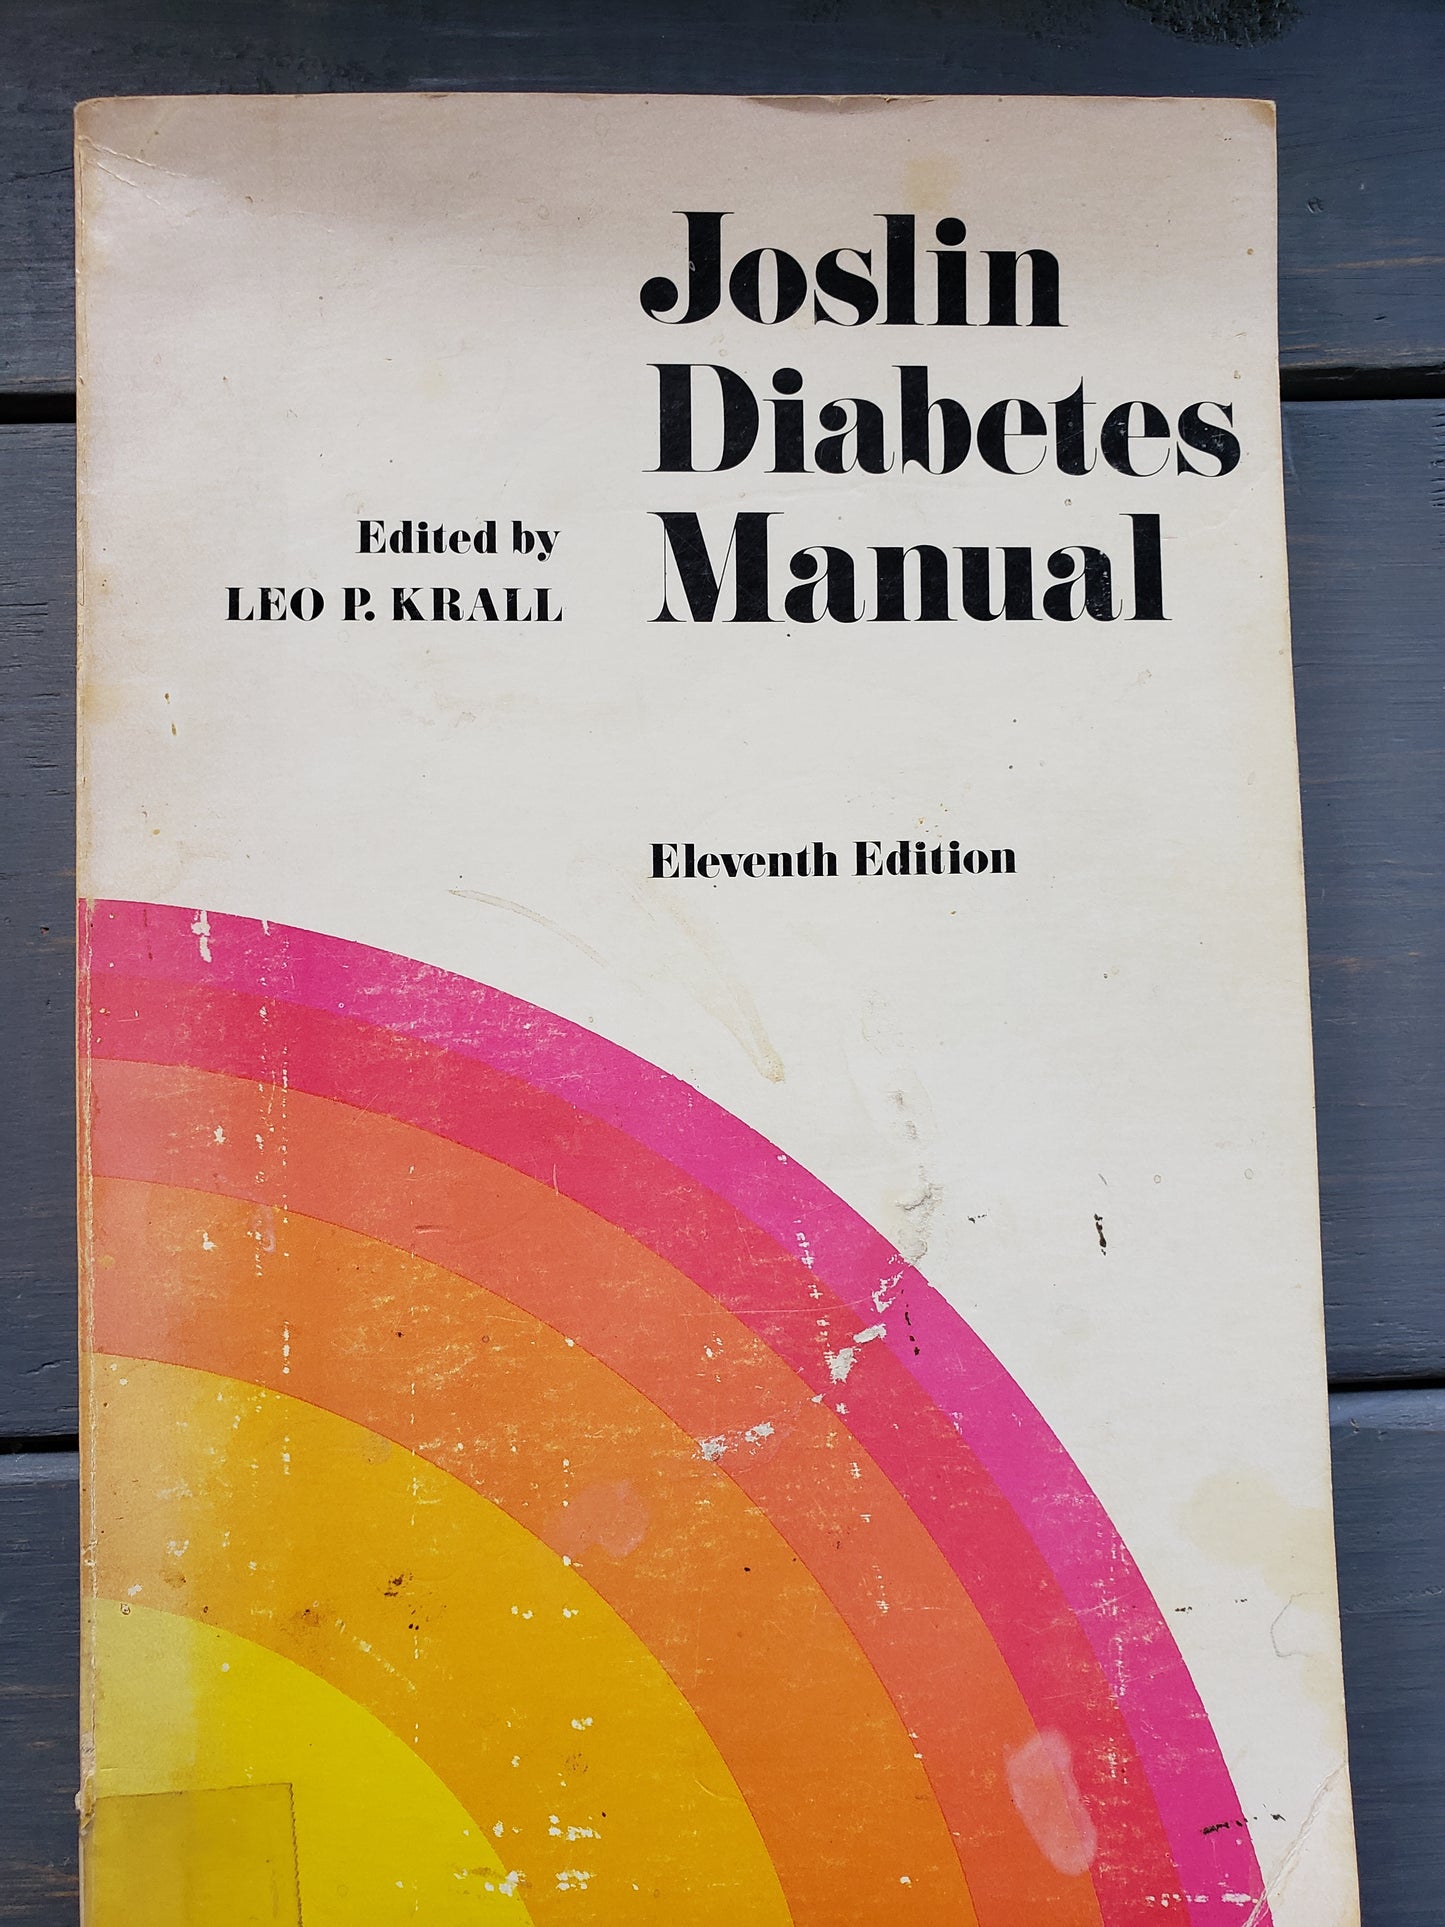 Joslin
Diabetes
Manual
Edited by
LEO P. KRALL
Eleventh Edition